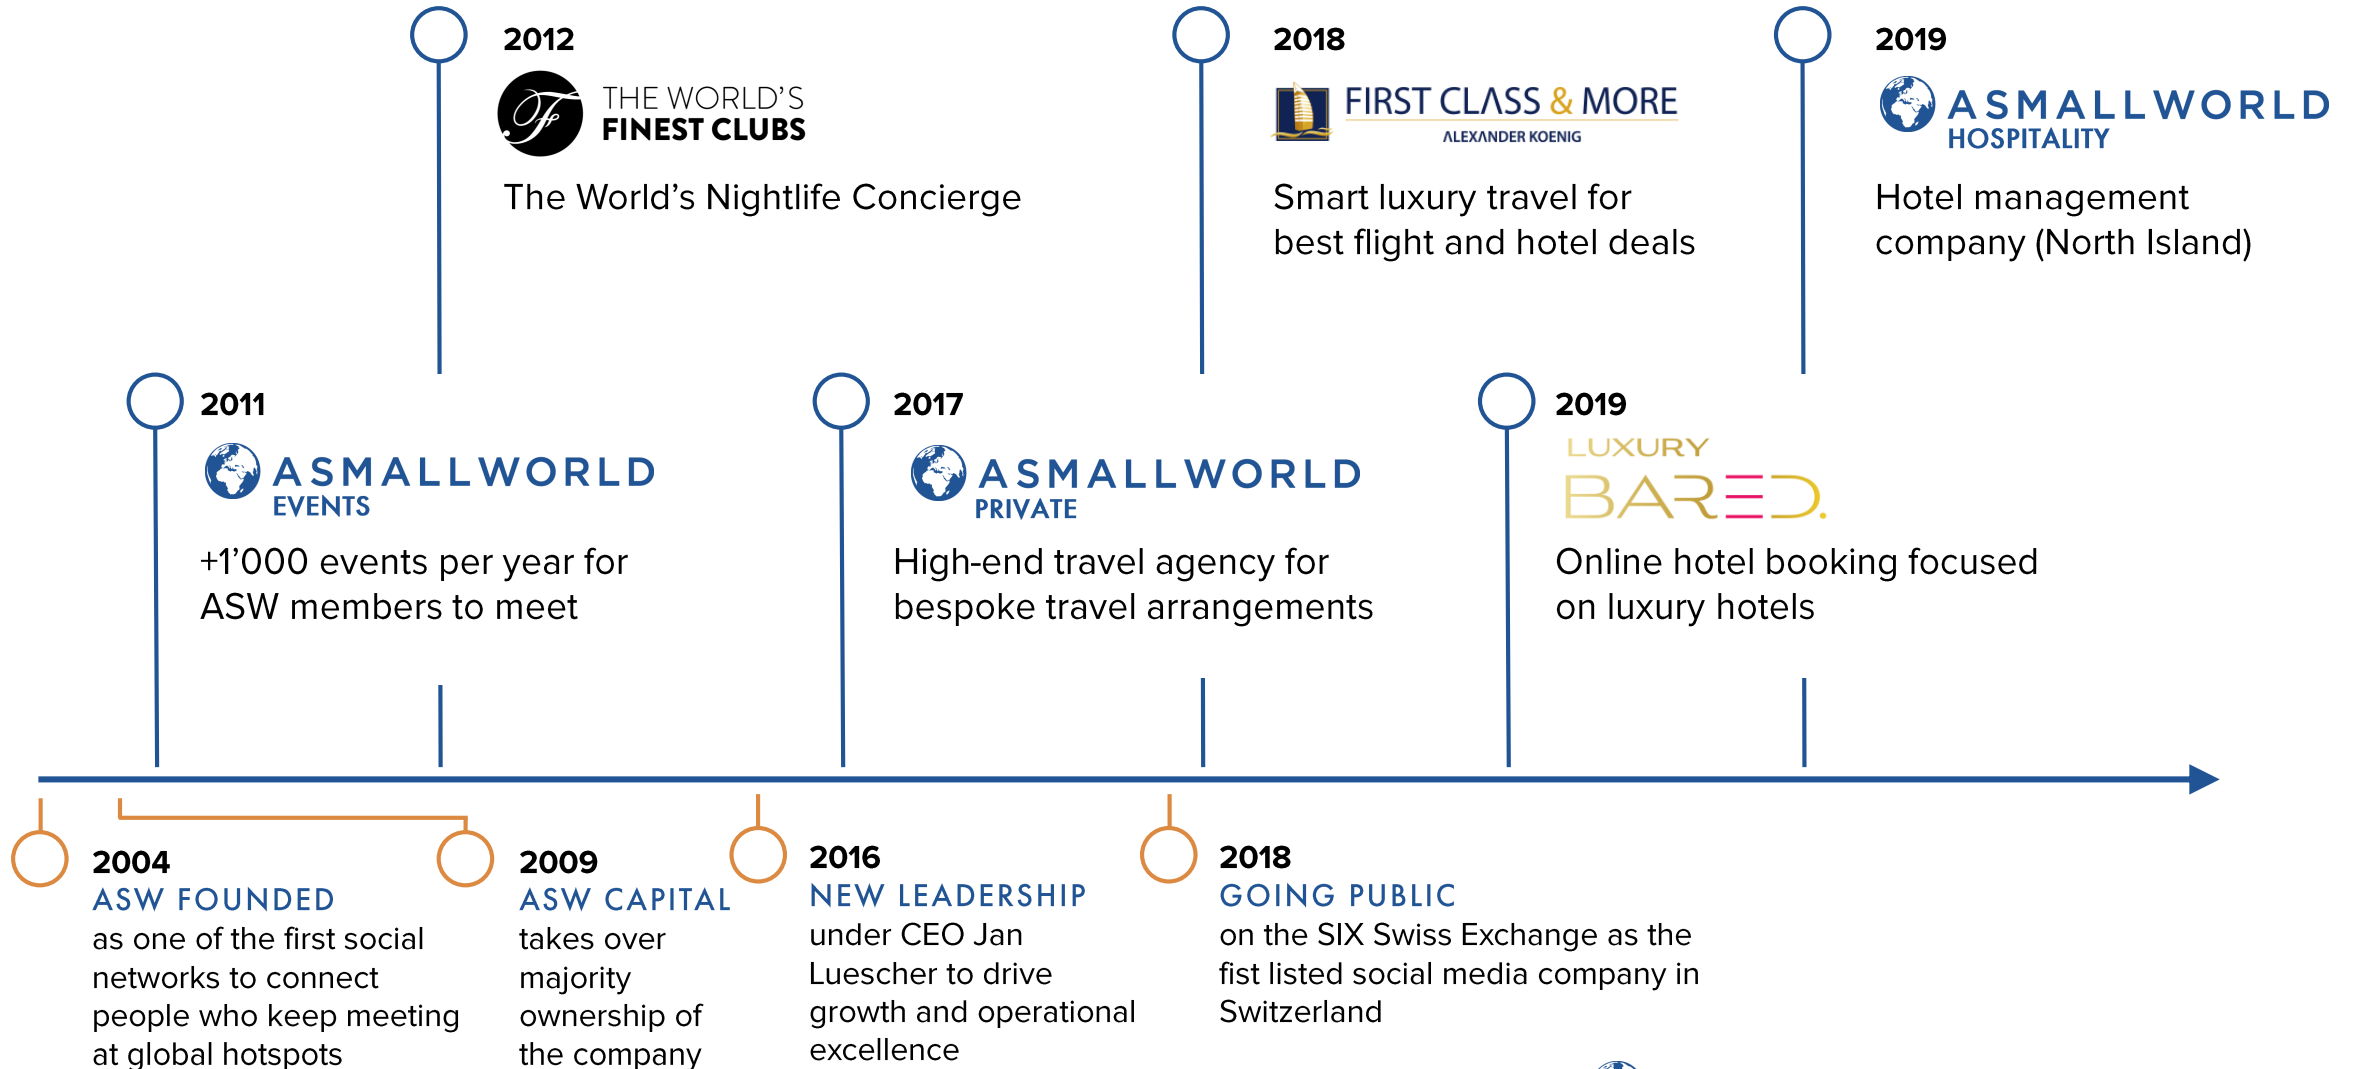 2012
THE WORLD'S
FINEST CLUBS
The World's Nightlife Concierge
2018
FIRST CLASS & MORE
ALEXANDER KOENIG
Smart luxury travel for
best flight and hotel deals
2019
ASMALLWORLD
HOSPITALITY
Hotel management
company (North Island)
2011
ASMALLWORLD
EVENTS
+1'000 events per year for
ASW members to meet
2017
ASMALLWORLD
PRIVATE
High-end travel agency for
bespoke travel arrangements
2019
LUXURY
BARED.
Online hotel booking focused
on luxury hotels
2004
ASW FOUNDED
as one of the first social
networks to connect
people who keep meeting
at global hotspots
2009
ASW CAPITAL
takes over
majority
ownership of
the company
2016
NEW LEADERSHIP
under CEO Jan
Luescher to drive
growth and operational
excellence
2018
GOING PUBLIC
on the SIX Swiss Exchange as the
fist listed social media company in
Switzerland